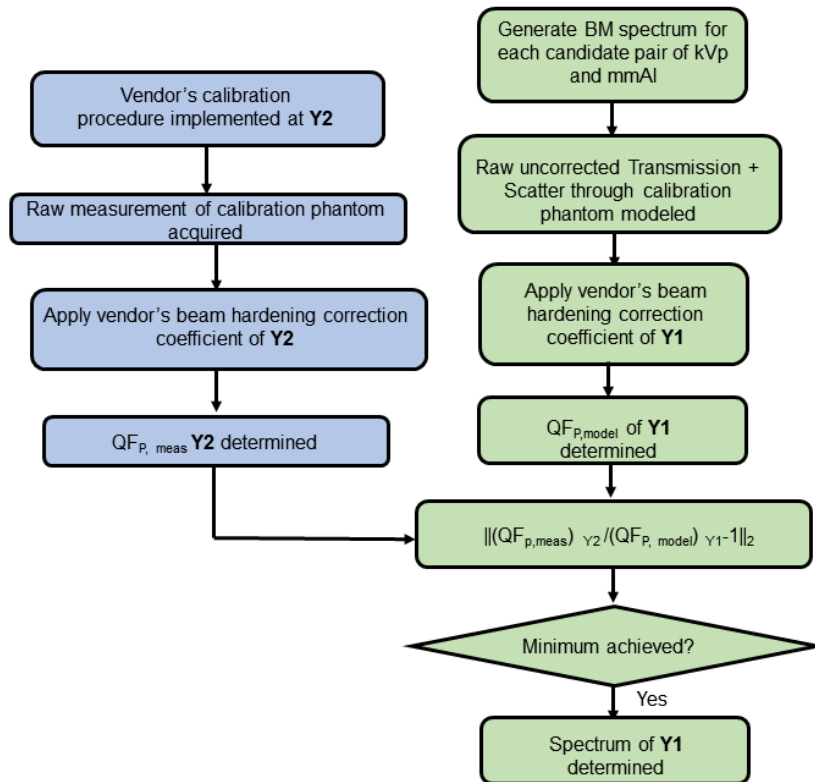 Vendor's calibration
procedure implemented at Y2
Raw measurement of calibration phantom
acquired
Apply vendor's beam hardening correction
coefficient of Y2
QFP, meas Y2 determined
Generate BM spectrum for
each candidate pair of kVp
and mmAl
Raw uncorrected Transmission +
Scatter through calibration
phantom modeled
Apply vendor's beam
hardening correction
coefficient of Y1
QFP,model of Y1
determined
||(QFp,meas) Y2 /(QFP, model) Y1-1||2
Minimum achieved?
Yes
Spectrum of Y1
determined